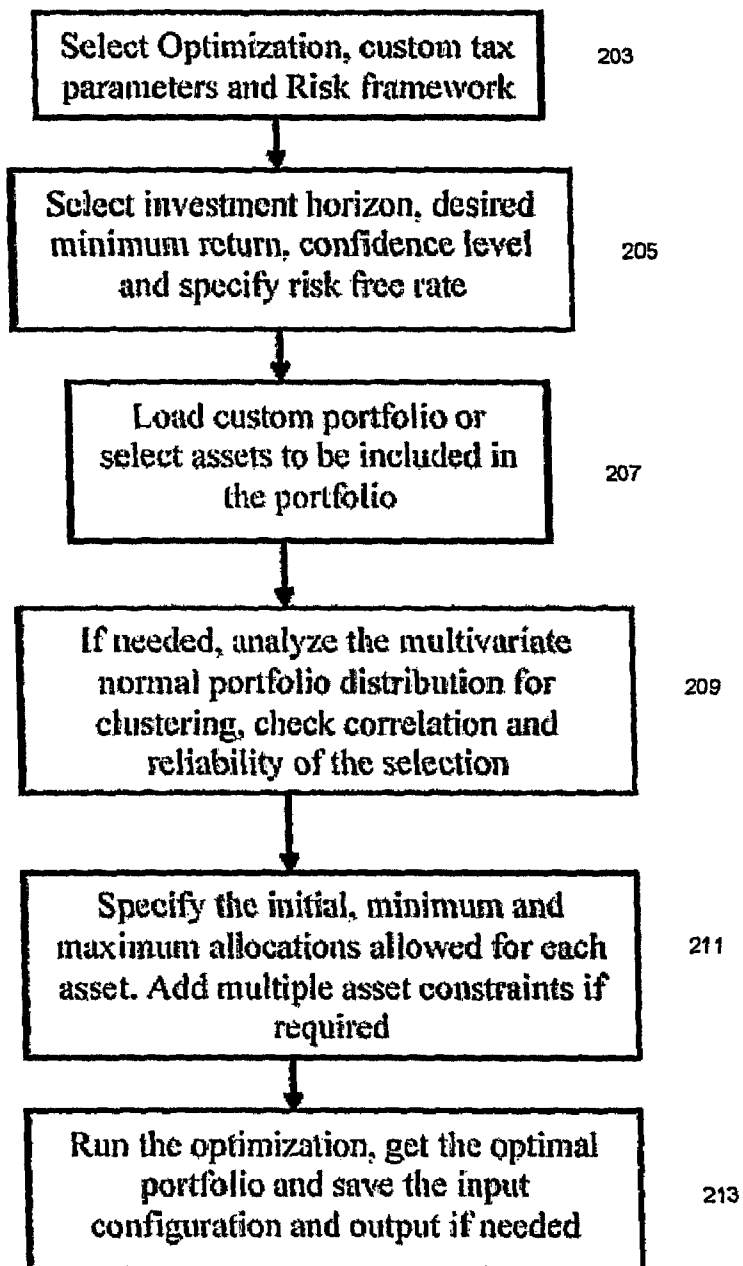 Select Optimization, custom tax
parameters and Risk framework
203
Select investment horizon, desired
minimum return, confidence level
and specify risk free rate
205
Load custom portfolio or
select assets to be included in
the portfolio
207
If needed, analyze the multivariate
normal portfolio distribution for
clustering, check correlation and
reliability of the selection
209
Specify the initial, minimum and
maximum allocations allowed for each
asset. Add multiple asset constraints if
required
211
Run the optimization, get the optimal
portfolio and save the input
configuration and output if needed
213